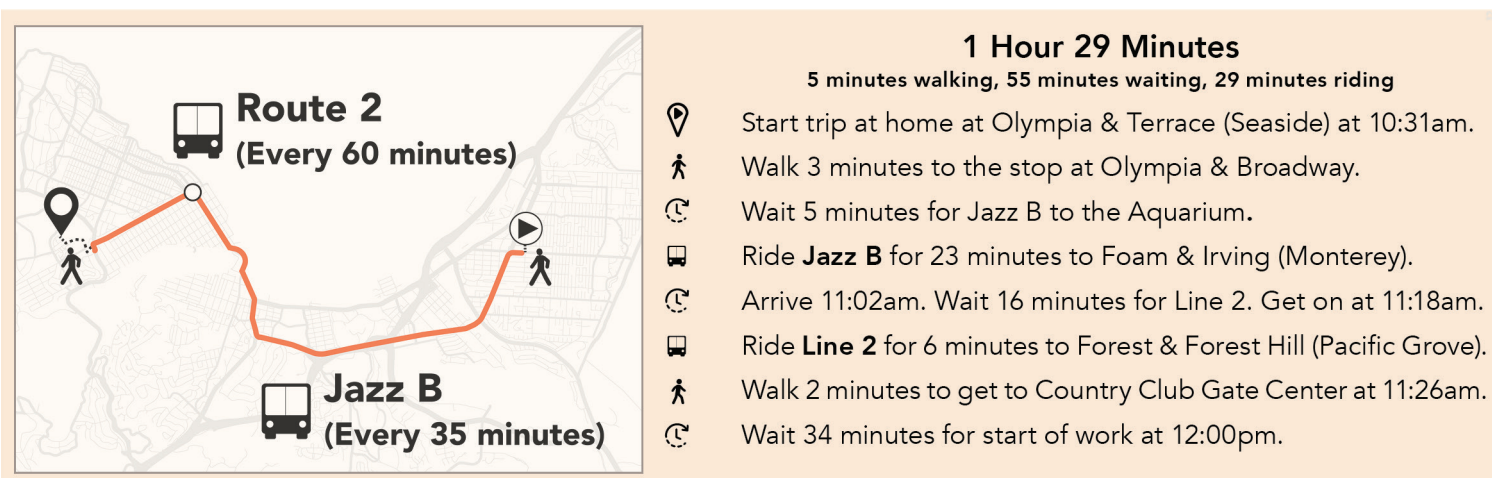 Route 2
(Every 60 minutes)
Jazz B
(Every 35 minutes)
1 Hour 29 Minutes
5 minutes walking, 55 minutes waiting, 29 minutes riding
Start trip at home at Olympia & Terrace (Seaside) at 10:31am.
Walk 3 minutes to the stop at Olympia & Broadway.
Wait 5 minutes for Jazz B to the Aquarium.
Ride Jazz B for 23 minutes to Foam & Irving (Monterey).
Arrive 11:02am. Wait 16 minutes for Line 2. Get on at 11:18am.
Ride Line 2 for 6 minutes to Forest & Forest Hill (Pacific Grove).
Walk 2 minutes to get to Country Club Gate Center at 11:26am.
Wait 34 minutes for start of work at 12:00pm.